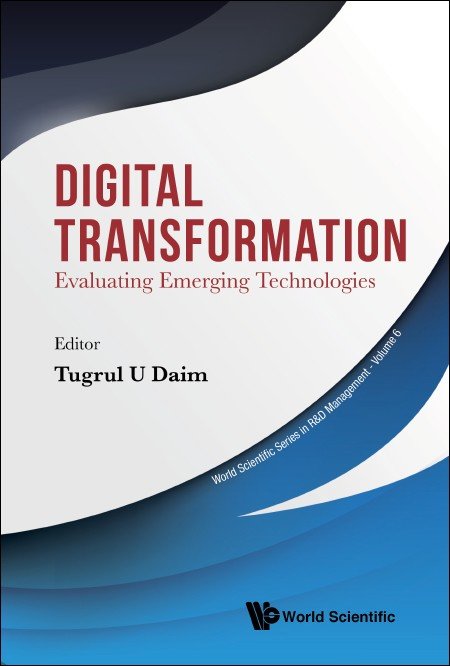 DIGITAL
TRANSFORMATION
Evaluating Emerging Technologies
Editor
Tugrul U Daim
World Scientific Series in R&D Management - Volume 6
World Scientific